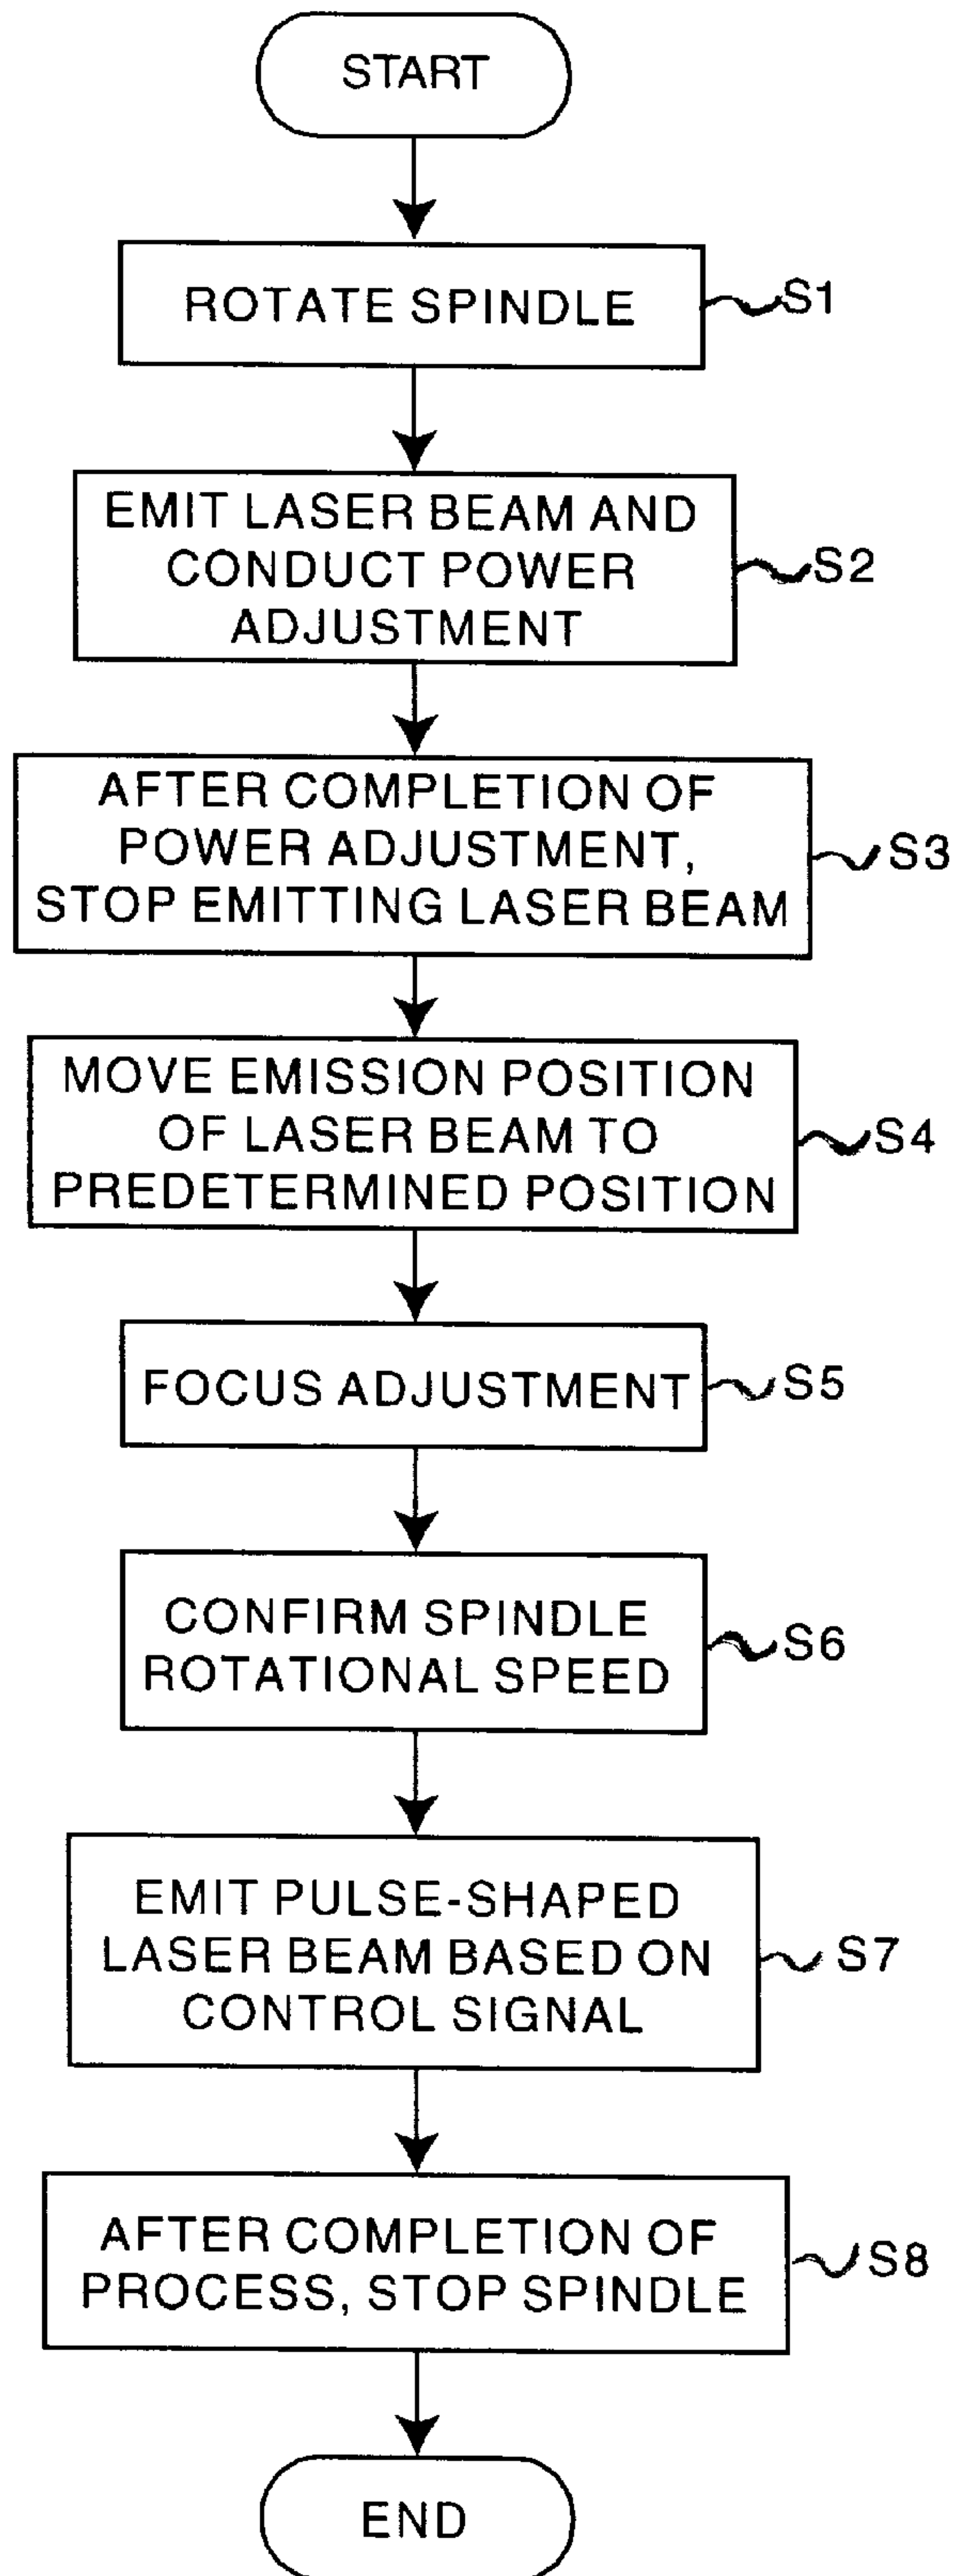 START
ROTATE SPINDLE
S1
EMIT LASER BEAM AND
CONDUCT POWER
ADJUSTMENT
S2
AFTER COMPLETION OF
POWER ADJUSTMENT,
STOP EMITTING LASER BEAM
S3
MOVE EMISSION POSITION
OF LASER BEAM TO
PREDETERMINED POSITION
S4
FOCUS ADJUSTMENT
S5
CONFIRM SPINDLE
ROTATIONAL SPEED
S6
EMIT PULSE-SHAPED
LASER BEAM BASED ON
CONTROL SIGNAL
S7
AFTER COMPLETION OF
PROCESS, STOP SPINDLE
S8
END